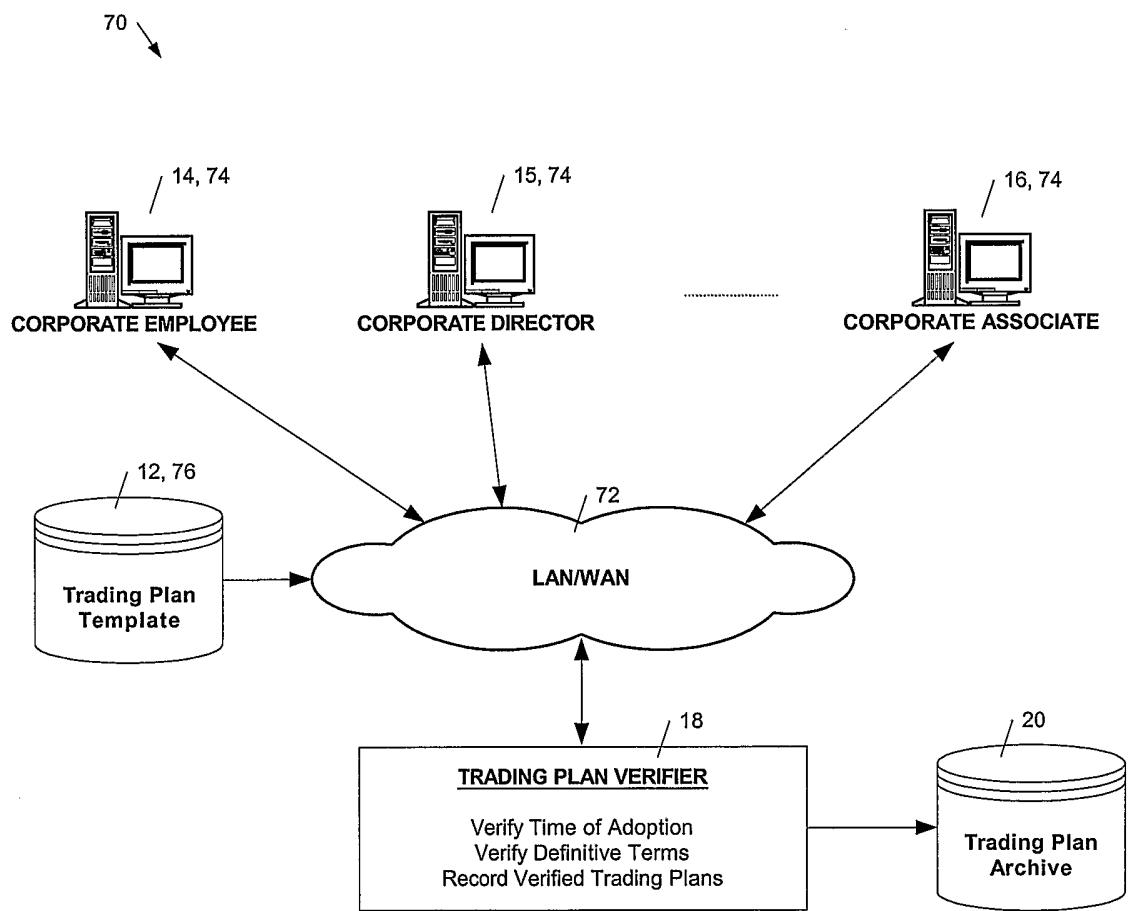 70
14, 74
15, 74
16, 74
CORPORATE EMPLOYEE
CORPORATE DIRECTOR
CORPORATE ASSOCIATE
12, 76
Trading Plan
Template
72
LAN/WAN
18
TRADING PLAN VERIFIER
Verify Time of Adoption
Verify Definitive Terms
Record Verified Trading Plans
20
Trading Plan
Archive